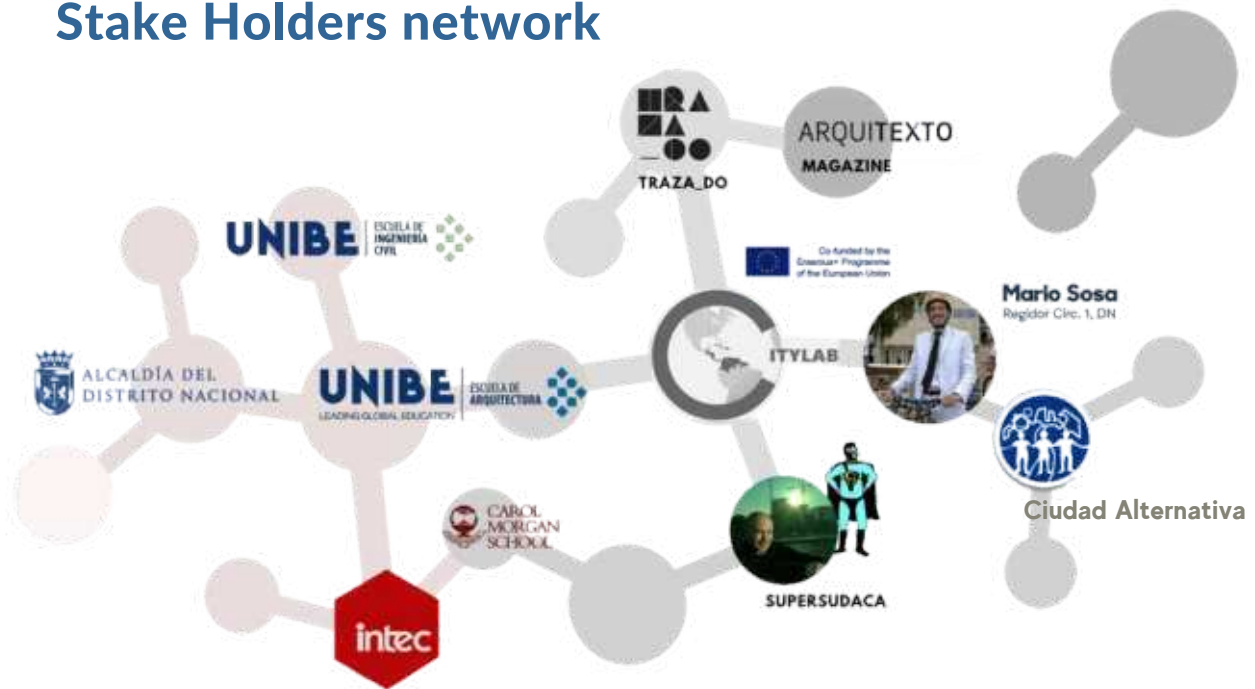 Stake Holders network
TRAZA_DO
ARQUITEXTO
MAGAZINE
UNIBE
ESCUELA DE
INGENIERÍA
CIVIL
Co-funded by the
Erasmus+ Programme
of the European Union
Mario Sosa
Regidor Circ. 1, DN
ITYLAB
ALCALDÍA DEL
DISTRITO NACIONAL
UNIBE
LEADING GLOBAL EDUCATION
ESCUELA DE
ARQUITECTURA
CAROL
MORGAN
SCHOOL
Ciudad Alternativa
SUPERSUDACA
intec